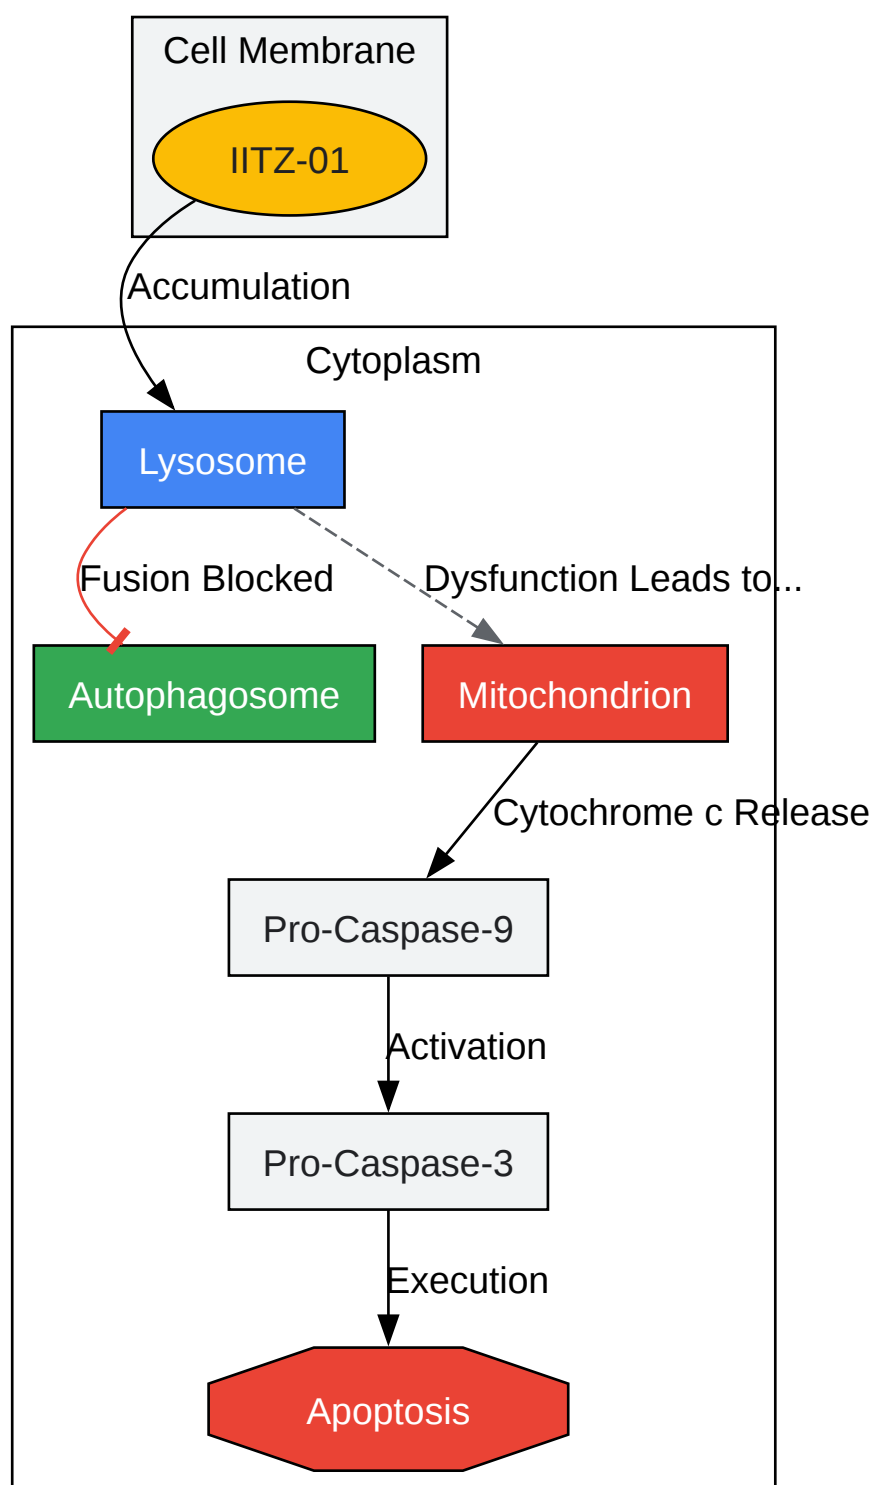 Cell Membrane
IITZ-01
Accumulation
Cytoplasm
Lysosome
Fusion Blocked
Dysfunction Leads to...
Autophagosome
Mitochondrion
Cytochrome c Release
Pro-Caspase-9
Activation
Pro-Caspase-3
Execution
Apoptosis